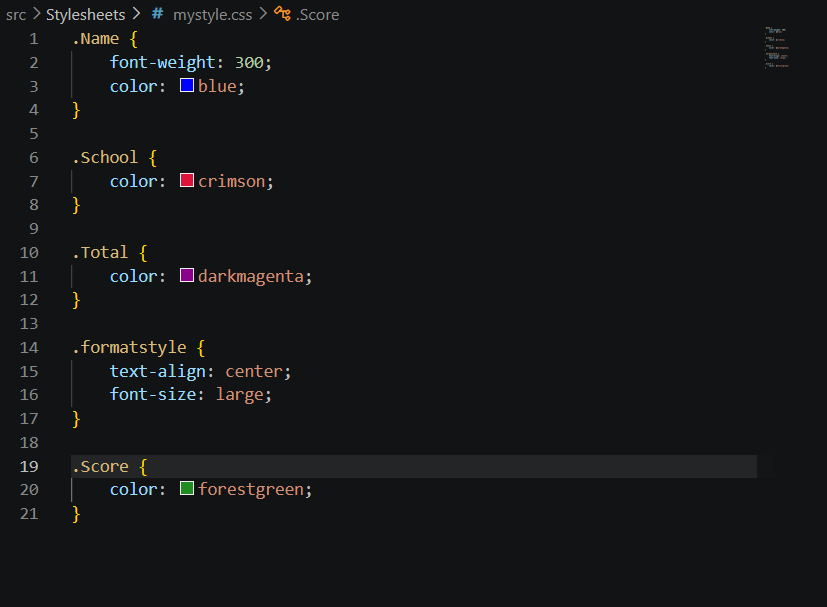 src > Stylesheets > # mystyle.css > .Score
1 .Name {
2     font-weight: 300;
3     color: blue;
4 }
5
6 .School {
7     color: crimson;
8 }
9
10 .Total {
11     color: darkmagenta;
12 }
13
14 .formatstyle {
15     text-align: center;
16     font-size: large;
17 }
18
19 .Score {
20     color: forestgreen;
21 }